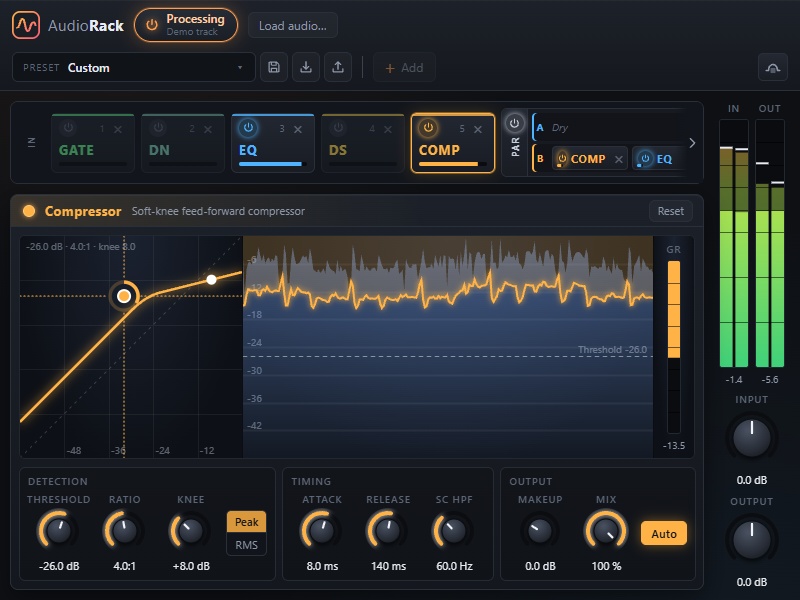 AudioRack
Processing
Demo track
Load audio...
PRESET Custom
+ Add
IN
1 ×
GATE
2 ×
DN
3 ×
EQ
4 ×
DS
5 ×
COMP
PAR
A Dry
B COMP × EQ
Compressor Soft-knee feed-forward compressor
Reset
-26.0 dB · 4.0:1 · knee 8.0
-48 -36 -24 -12
-6
-12
-18
-24
-30
-36
-42
Threshold -26.0
GR
-13.5
DETECTION
THRESHOLD RATIO KNEE
Peak
RMS
-26.0 dB 4.0:1 +8.0 dB
TIMING
ATTACK RELEASE SC HPF
8.0 ms 140 ms 60.0 Hz
OUTPUT
MAKEUP MIX
Auto
0.0 dB 100 %
IN OUT
-1.4 -5.6
INPUT
0.0 dB
OUTPUT
0.0 dB